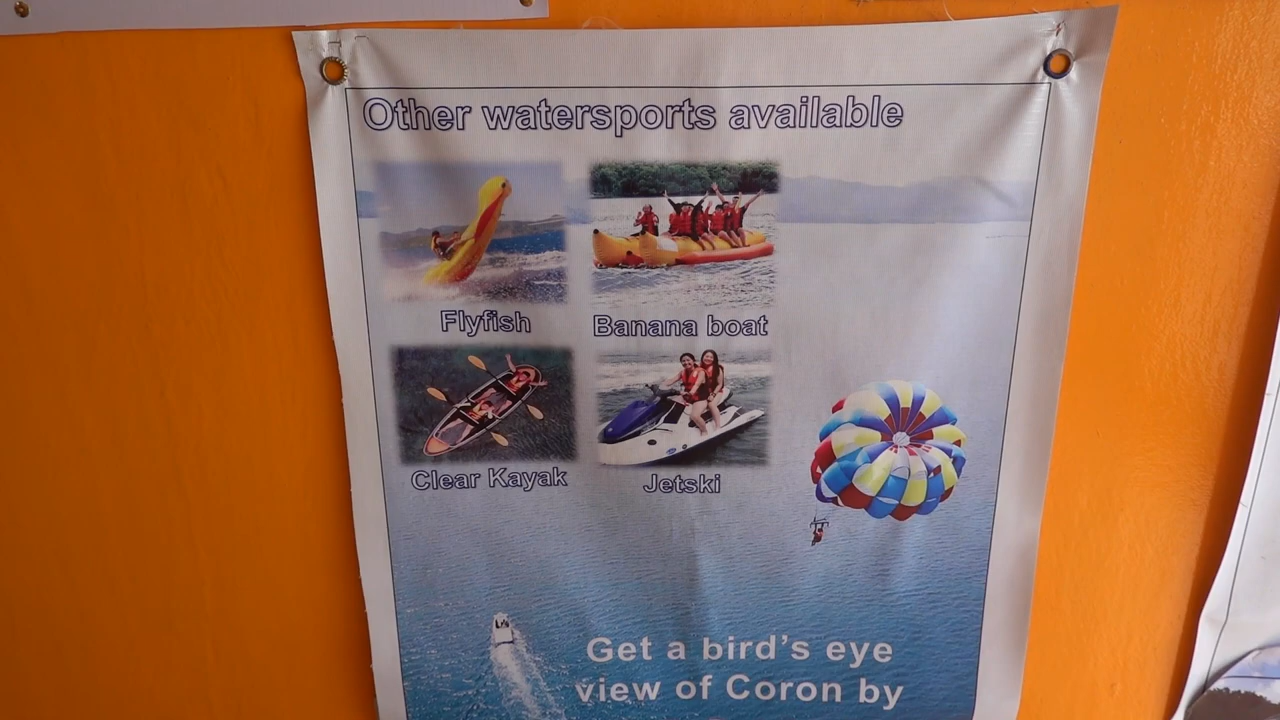 Other watersports available
Flyfish
Banana boat
Clear Kayak
Jetski
Get a bird's eye
view of Coron by